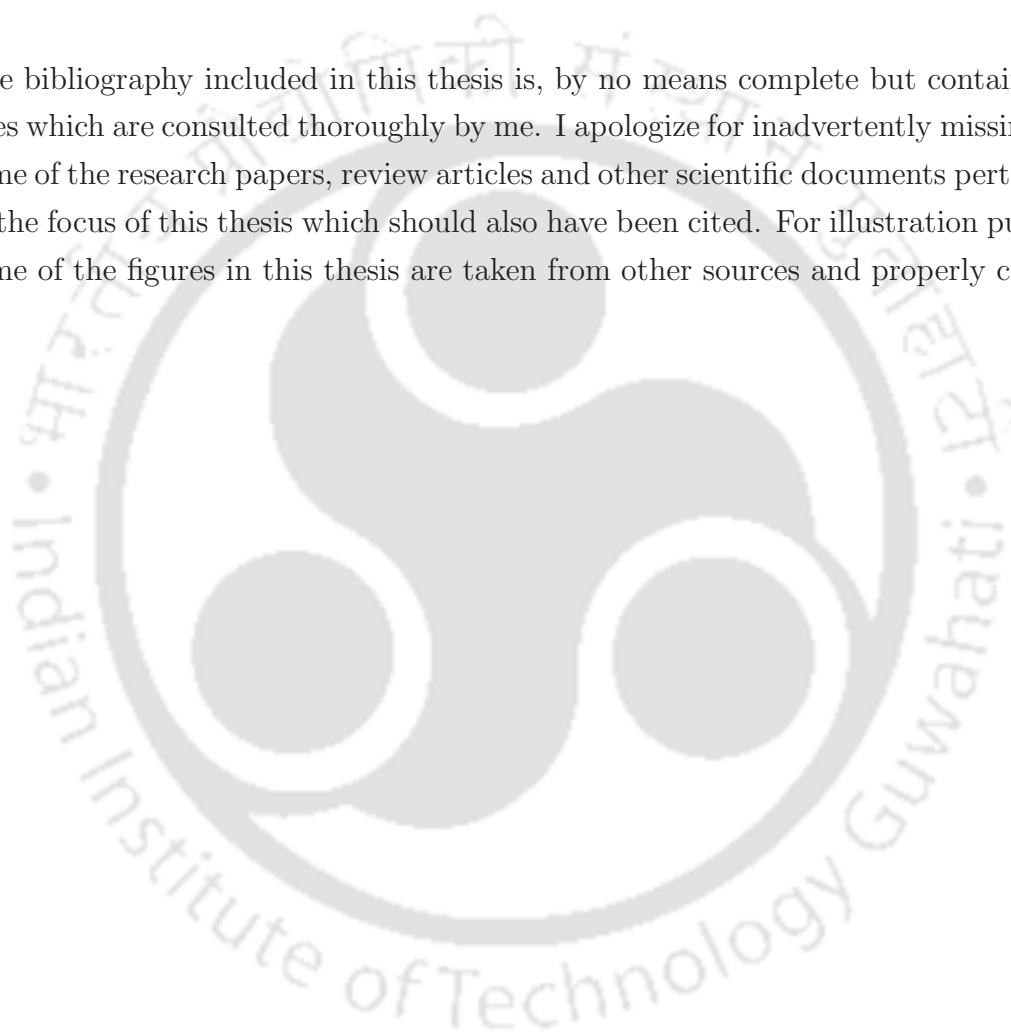 e bibliography included in this thesis is, by no means complete but contai
es which are consulted thoroughly by me. I apologize for inadvertently missi
me of the research papers, review articles and other scientific documents pert
the focus of this thesis which should also have been cited. For illustration pu
me of the figures in this thesis are taken from other sources and properly c
भारतीय प्रौद्योगिकी संस्थान गुवाहाटी
• Indian Institute of Technology Guwahati •